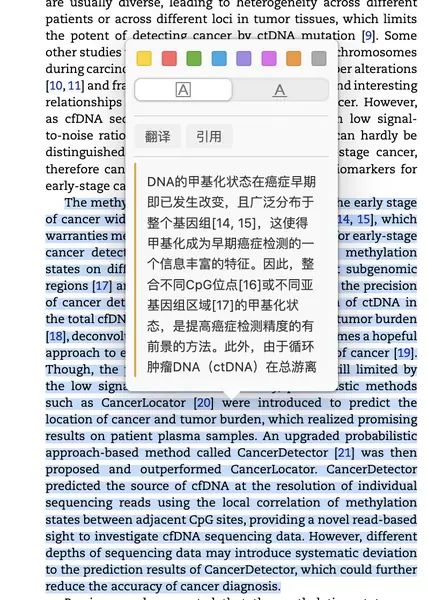 are usually diverse, leading to heterogeneity across different
patients or across different loci in tumor tissues, which limits
the potent of detecting cancer by ctDNA mutation [9]. Some
other studies
chromosomes
during carcino
per alterations
[10, 11] and fra
nd interesting
relationships
cer. However,
as cfDNA sec
low signal-
to-noise ratio
can hardly be
distinguished
stage cancer,
therefore can
iomarkers for
early-stage ca
A
A
翻译
引用
DNA的甲基化状态在癌症早期
即已发生改变，且广泛分布于
整个基因组[14, 15]，这使得
甲基化成为早期癌症检测的一
个信息丰富的特征。因此，整
合不同CpG位点[16]或不同亚
基因组区域[17]的甲基化状
态，是提高癌症检测精度的有
前景的方法。此外，由于循环
肿瘤DNA（ctDNA）在总游离
The methy
he early stage
of cancer wid
14, 15], which
warranties me
for early-stage
cancer detec
methylation
states on diff
subgenomic
regions [17] an
the precision
of cancer det
of ctDNA in
the total cfDN
tumor burden
[18], deconvol
mes a hopeful
approach to e
of cancer [19].
Though, the
ill limited by
the low signa
listic methods
such as CancerLocator [20] were introduced to predict the
location of cancer and tumor burden, which realized promising
results on patient plasma samples. An upgraded probabilistic
approach-based method called CancerDetector [21] was then
proposed and outperformed CancerLocator. CancerDetector
predicted the source of cfDNA at the resolution of individual
sequencing reads using the local correlation of methylation
states between adjacent CpG sites, providing a novel read-based
sight to investigate cfDNA sequencing data. However, different
depths of sequencing data may introduce systematic deviation
to the prediction results of CancerDetector, which could further
reduce the accuracy of cancer diagnosis.